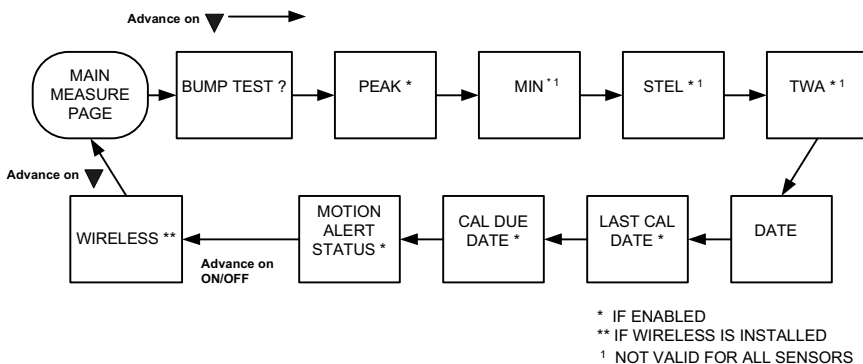 Advance on ▼
MAIN
MEASURE
PAGE
BUMP TEST ?
PEAK *
MIN * 1
STEL * 1
TWA * 1
Advance on ▼
WIRELESS **
Advance on
ON/OFF
MOTION
ALERT
STATUS *
CAL DUE
DATE *
LAST CAL
DATE *
DATE
* IF ENABLED
** IF WIRELESS IS INSTALLED
1 NOT VALID FOR ALL SENSORS